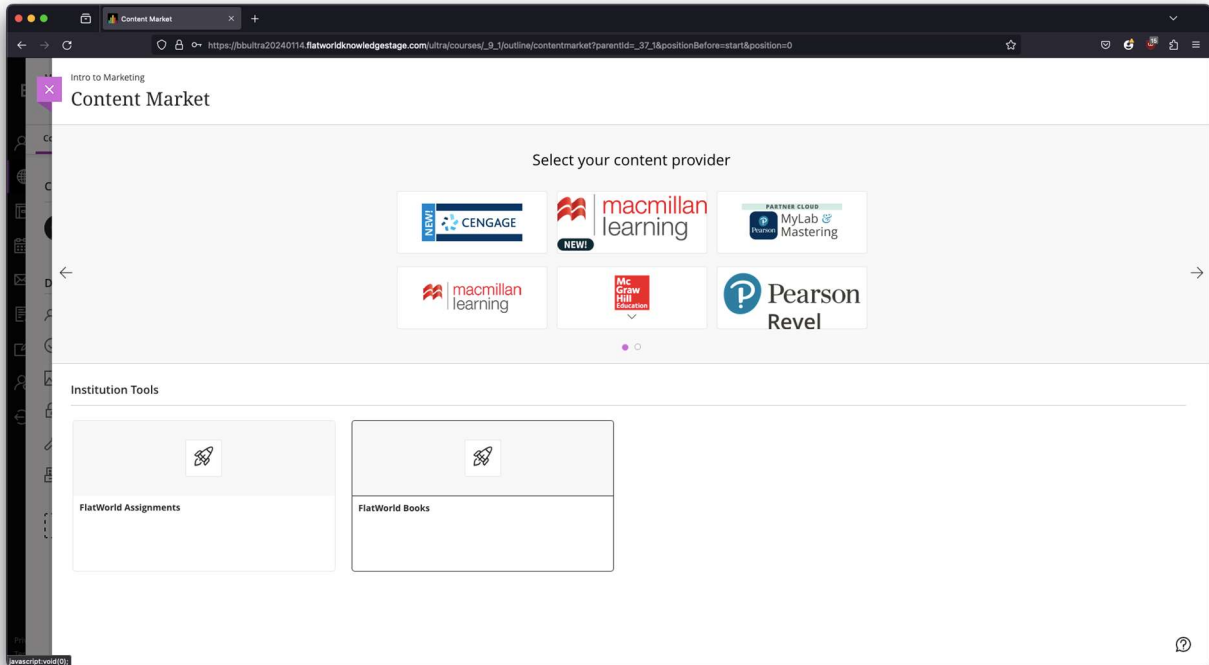 Content Market
https://bbultra20240114.flatworldknowledgestage.com/ultra/courses/_9_1/outline/contentmarket?parentId=_37_1&positionBefore=start&position=0
Intro to Marketing
Content Market
Select your content provider
NEW! CENGAGE
macmillan learning
NEW!
PARTNER CLOUD
Pearson
MyLab &
Mastering
macmillan
learning
Mc
Graw
Hill
Education
Pearson
Revel
Institution Tools
FlatWorld Assignments
FlatWorld Books
javascript:void(0);